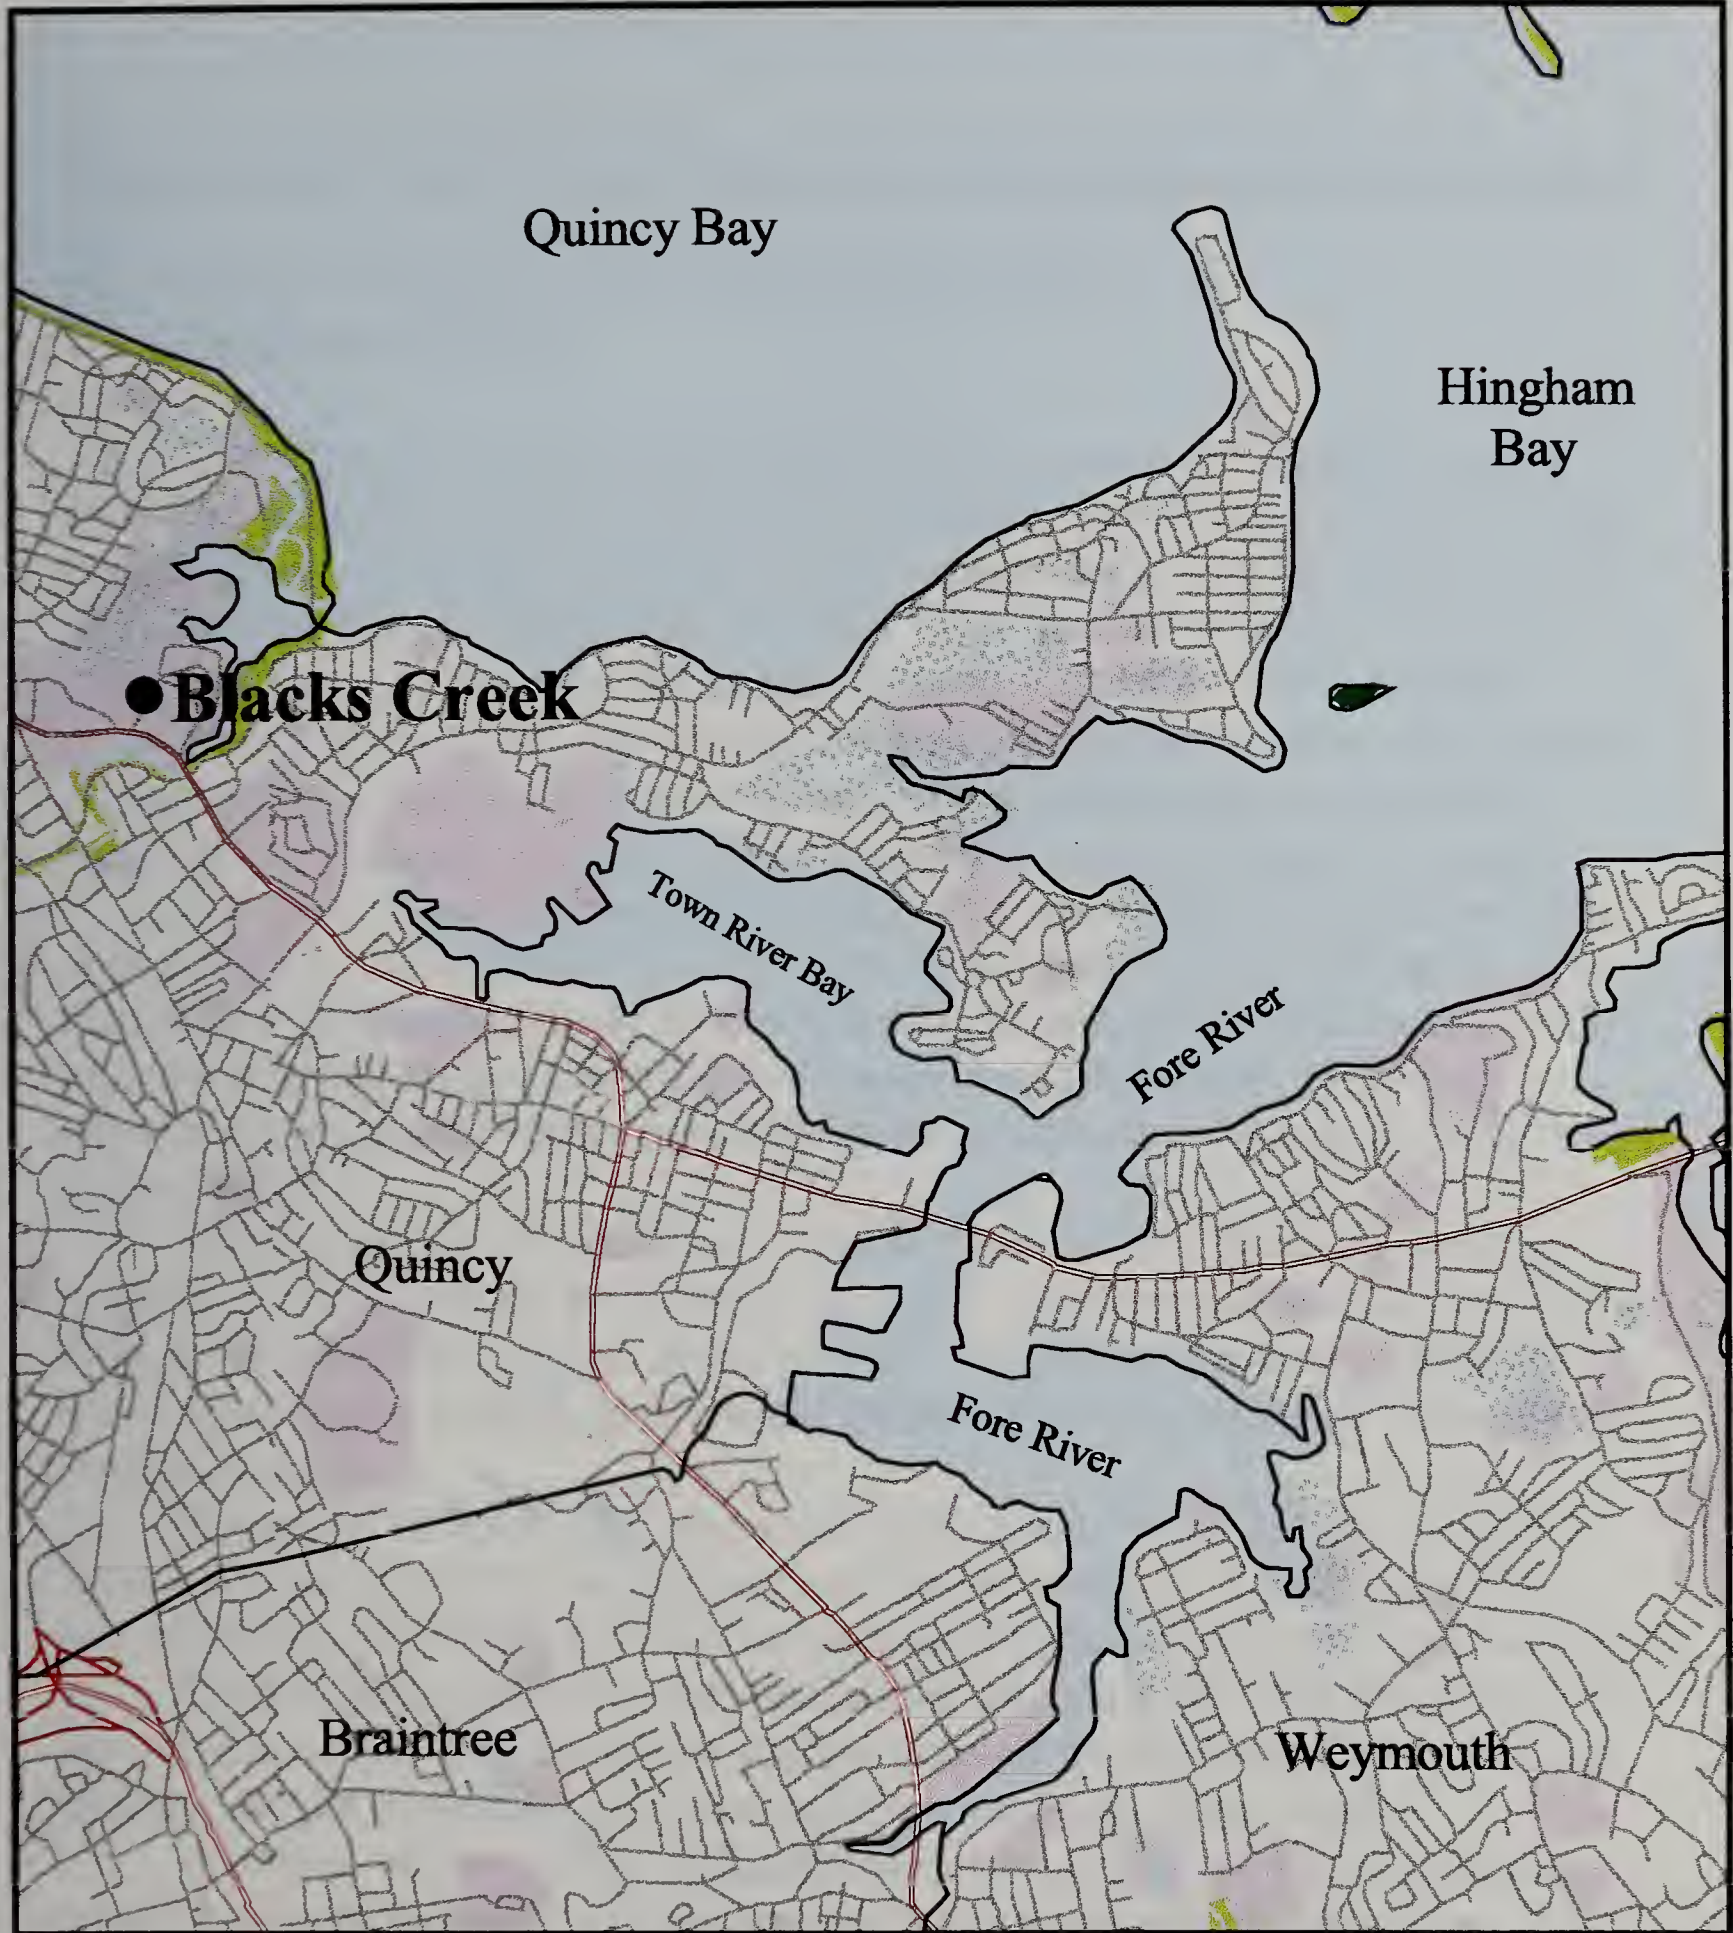 Quincy Bay
Hingham
Bay
Blacks Creek
Town River Bay
Fore River
Quincy
Fore River
Braintree
Weymouth